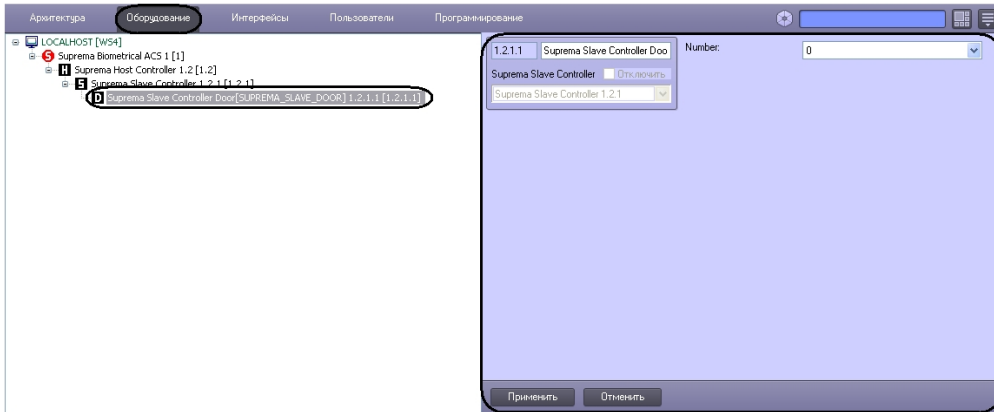 Архитектура Оборудование Интерфейсы Пользователи Программирование
LOCALHOST [WS4]
Suprema Biometrical ACS 1 [1]
H Suprema Host Controller 1.2 [1.2]
S Suprema Slave Controller 1.2.1 [1.2.1]
D Suprema Slave Controller Door[SUPREMA_SLAVE_DOOR] 1.2.1.1 [1.2.1.1]
1.2.1.1 Suprema Slave Controller Doo
Suprema Slave Controller Отключить
Suprema Slave Controller 1.2.1
Number: 0
Применить Отменить